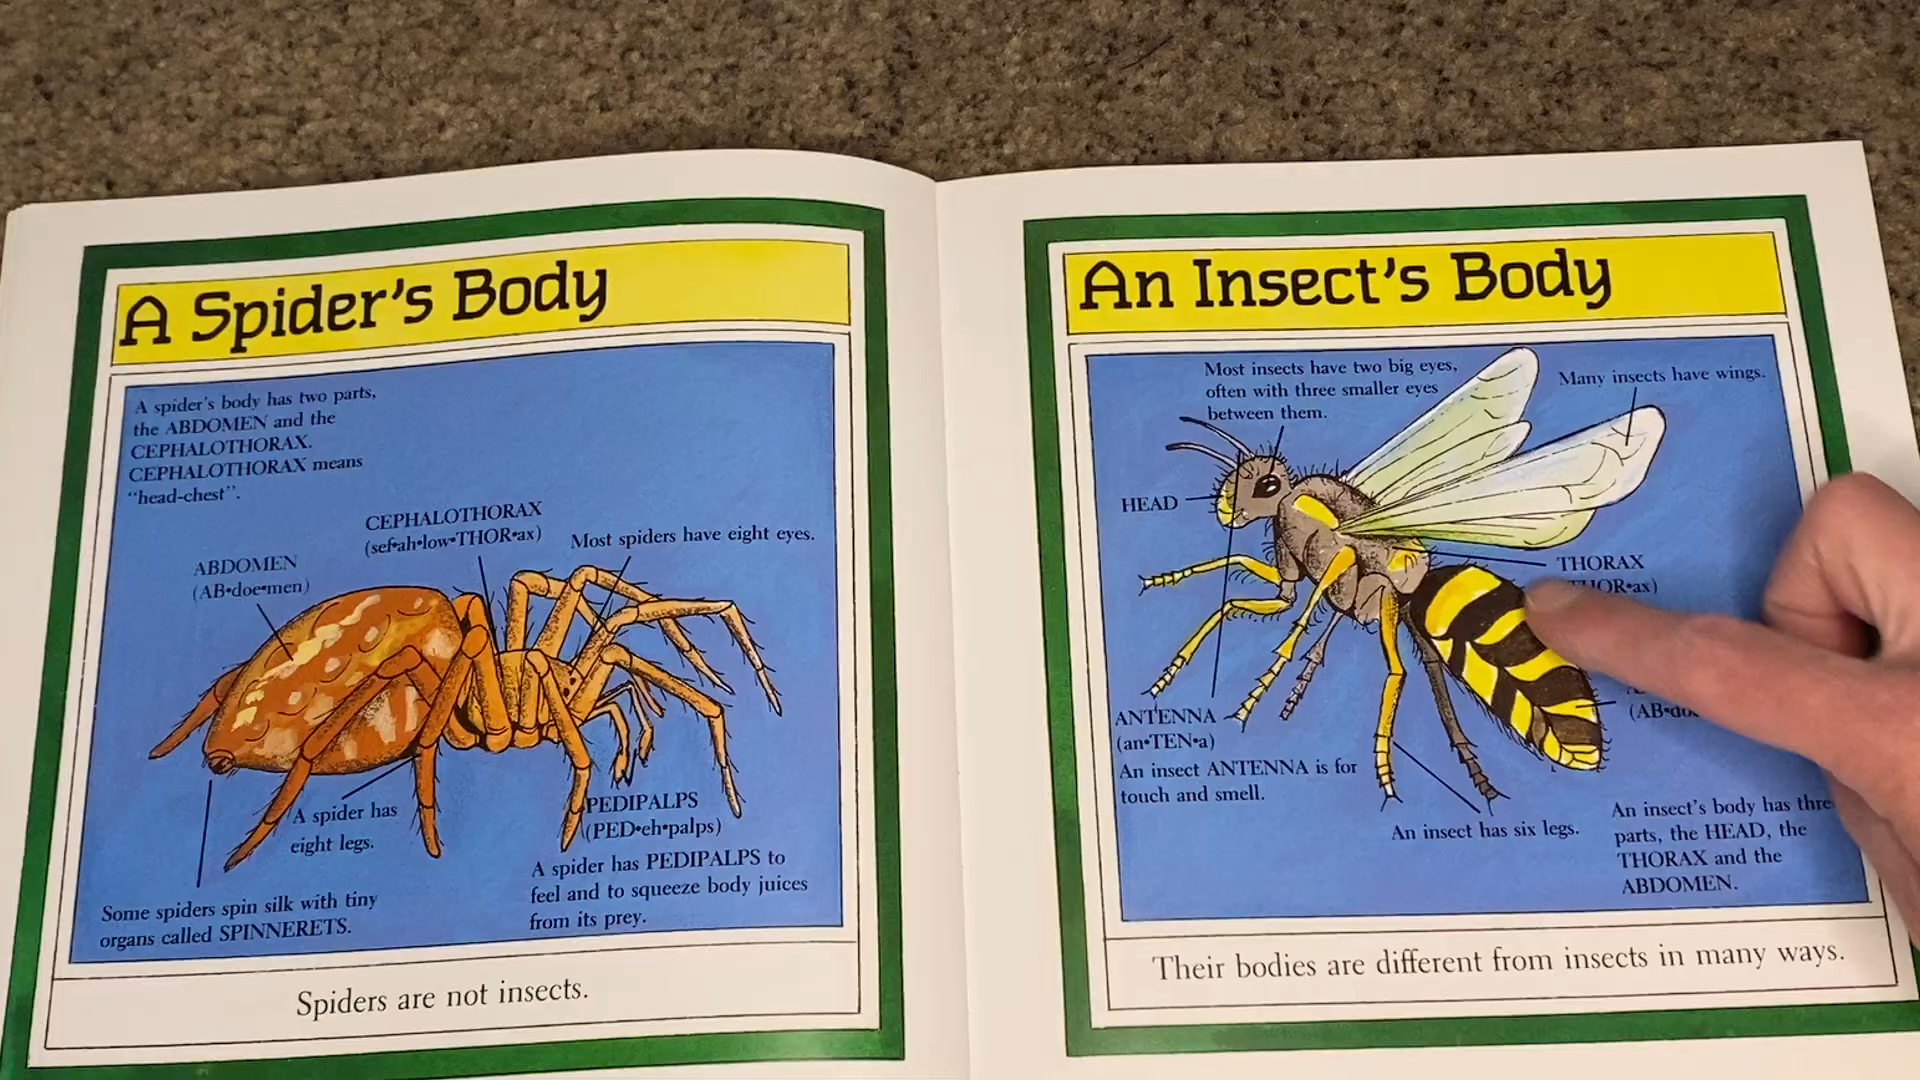 A Spider's Body
A spider's body has two parts,
the ABDOMEN and the
CEPHALOTHORAX.
CEPHALOTHORAX means
“head-chest”.
CEPHALOTHORAX
(sef•ah•low•THOR•ax)
Most spiders have eight eyes.
ABDOMEN
(AB•doe•men)
A spider has
eight legs.
PEDIPALPS
(PED•eh•palps)
A spider has PEDIPALPS to
feel and to squeeze body juices
from its prey.
Some spiders spin silk with tiny
organs called SPINNERETS.
Spiders are not insects.
An Insect's Body
Most insects have two big eyes,
often with three smaller eyes
between them.
Many insects have wings.
HEAD
THORAX
ANTENNA
(an•TEN•a)
An insect ANTENNA is for
touch and smell.
An insect has six legs.
An insect's body has
parts, the HEAD, the
THORAX and the
ABDOMEN.
Their bodies are different from insects in many ways.